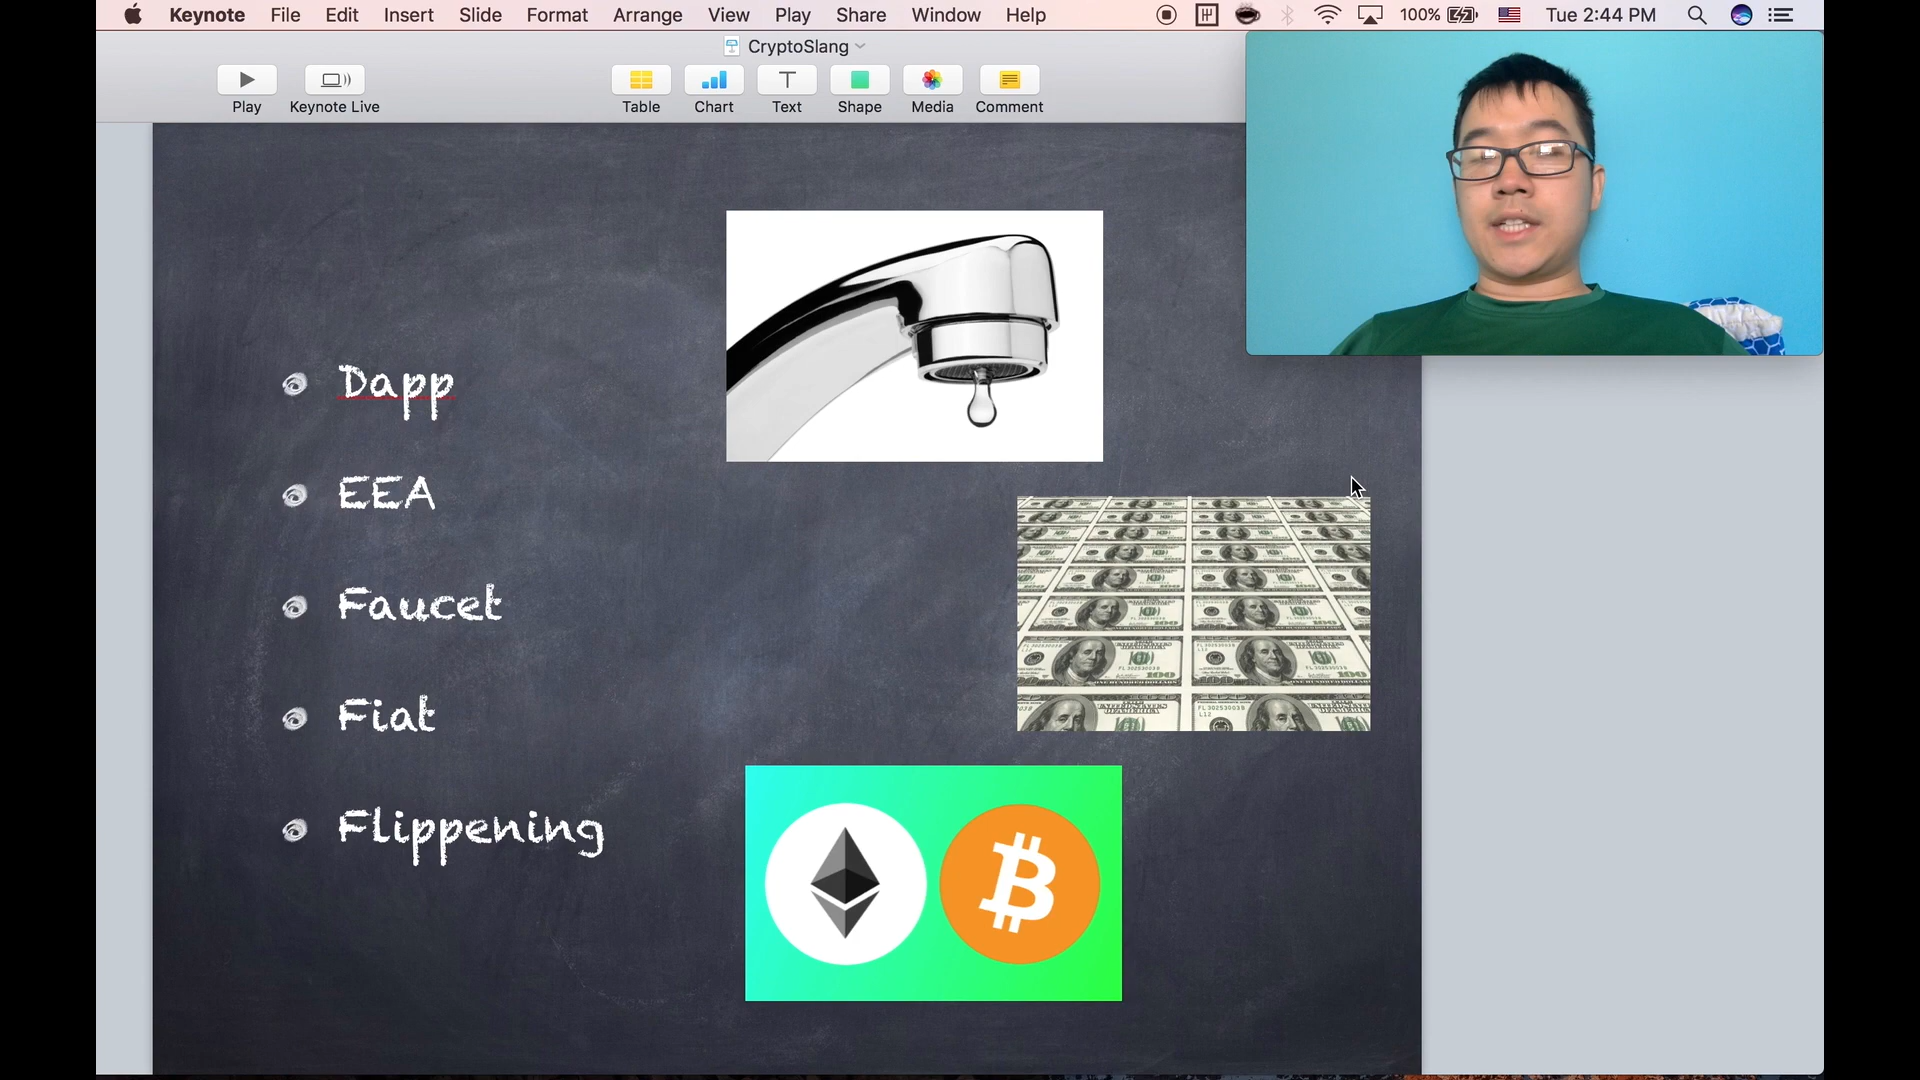 Keynote File Edit Insert Slide Format Arrange View Play Share Window Help 100% Tue 2:44 PM
CryptoSlang
Play Keynote Live Table Chart Text Shape Media Comment
Dapp
EEA
Faucet
Fiat
Flippening